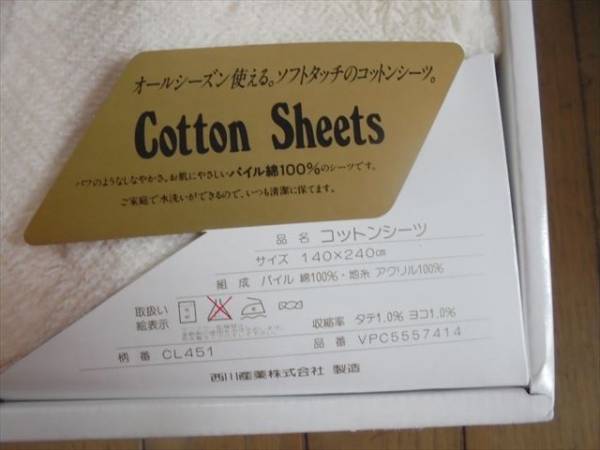 オールシーズン使える。ソフトタッチのコットンシーツ。
Cotton Sheets
パフのようなしなやかさ。お肌にやさしいパイル綿100%のシーツです。
ご家庭で水洗いができるので、いつも清潔に保てます。
品 名 コットンシーツ
サイズ 140×240cm
組 成 パイル 綿100%・地糸 アクリル100%
取扱い
絵表示
収縮率 タテ1.0% ヨコ1.0%
柄 番 CL451
品 番 VPC5557414
西川産業株式会社 製造